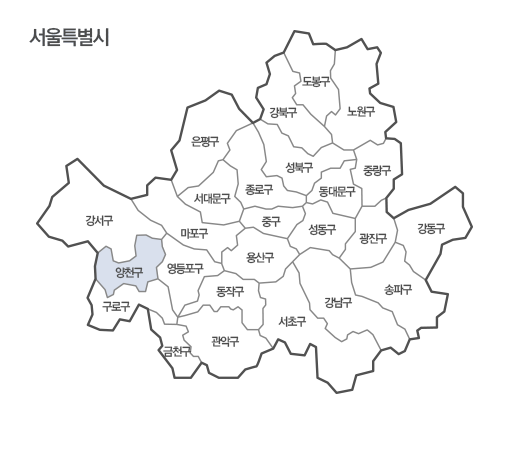 서울특별시
도봉구
강북구
노원구
은평구
성북구
중랑구
서대문구
종로구
동대문구
강서구
마포구
중구
성동구
광진구
강동구
양천구
영등포구
용산구
구로구
동작구
강남구
송파구
서초구
금천구
관악구